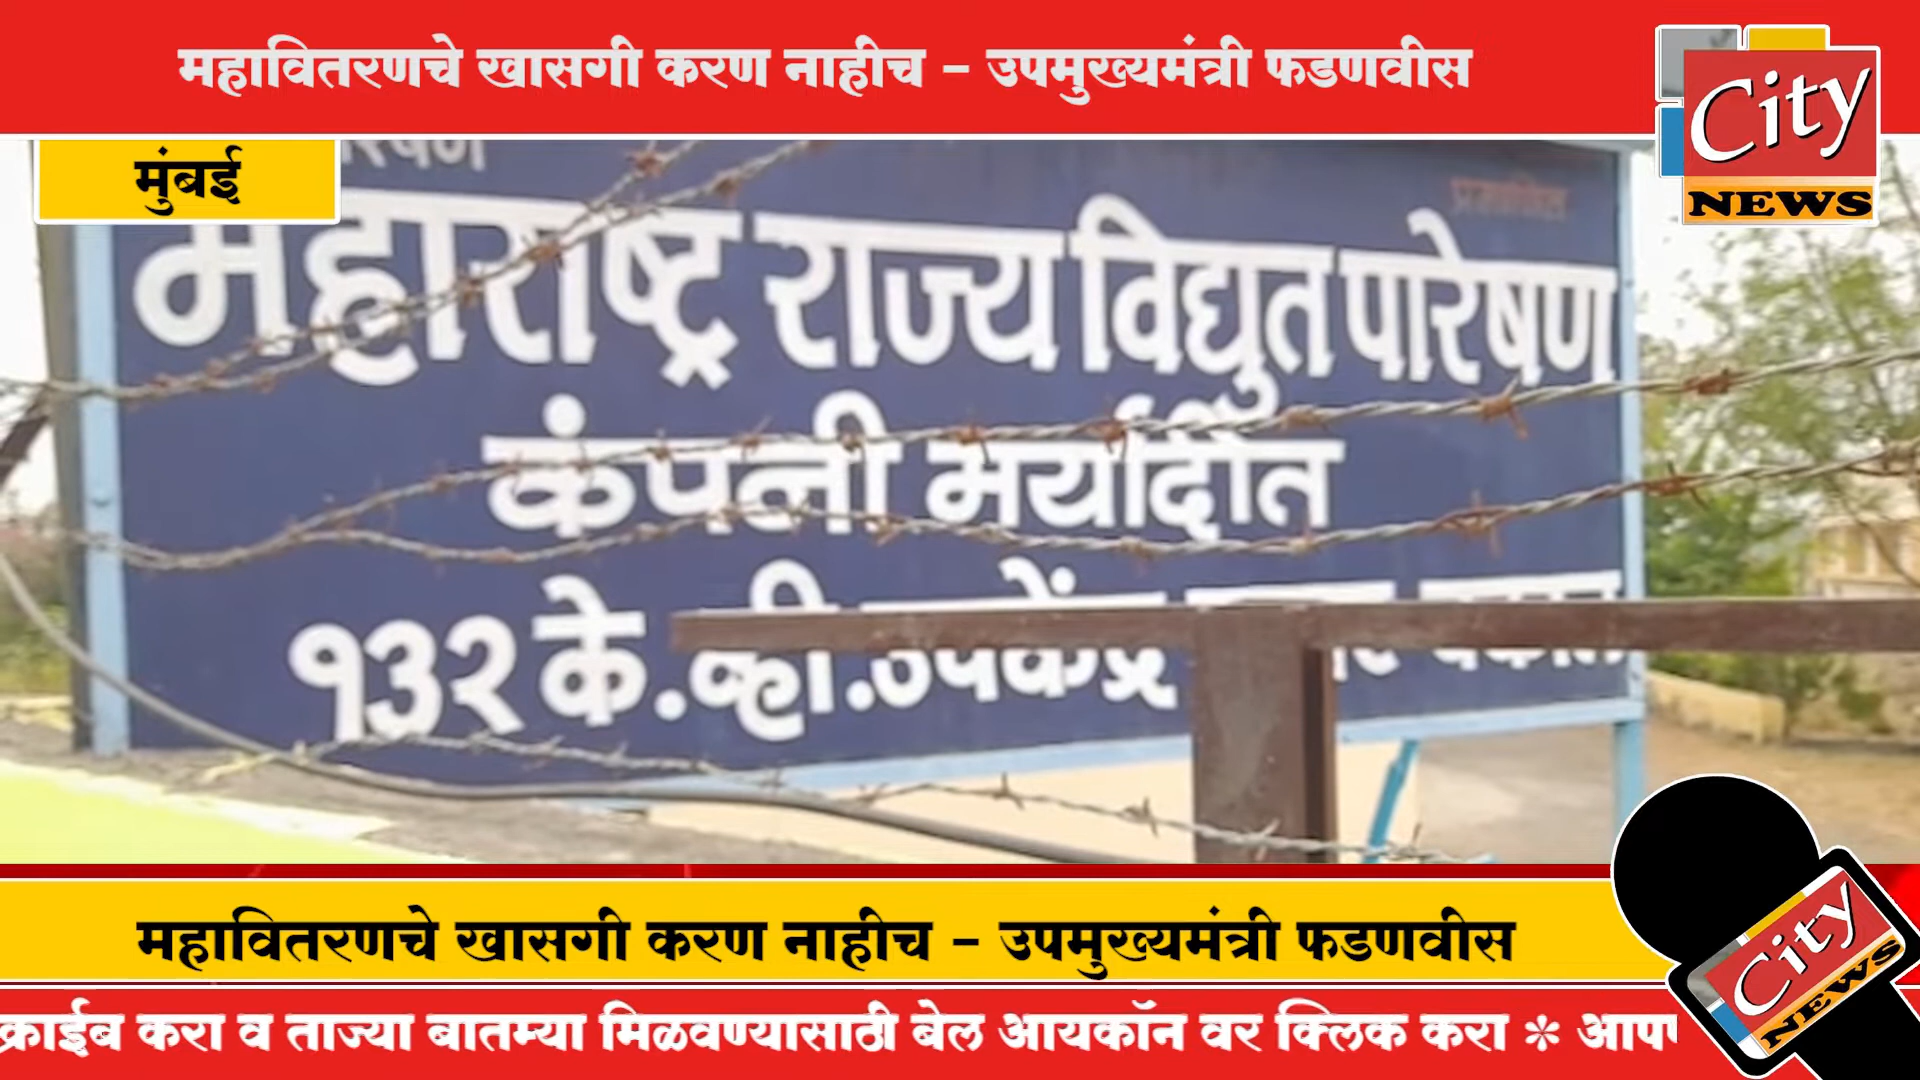 महावितरणचे खासगी करण नाहीच - उपमुख्यमंत्री फडणवीस
City
NEWS
मुंबई
महाराष्ट्र राज्य विद्युत पारेषण
कंपनी मर्यादित
१३२ के.व्ही.उपकेंद्र
महावितरणचे खासगी करण नाहीच - उपमुख्यमंत्री फडणवीस
City
NEWS
क्राईब करा व ताज्या बातम्या मिळवण्यासाठी बेल आयकॉन वर क्लिक करा * आप